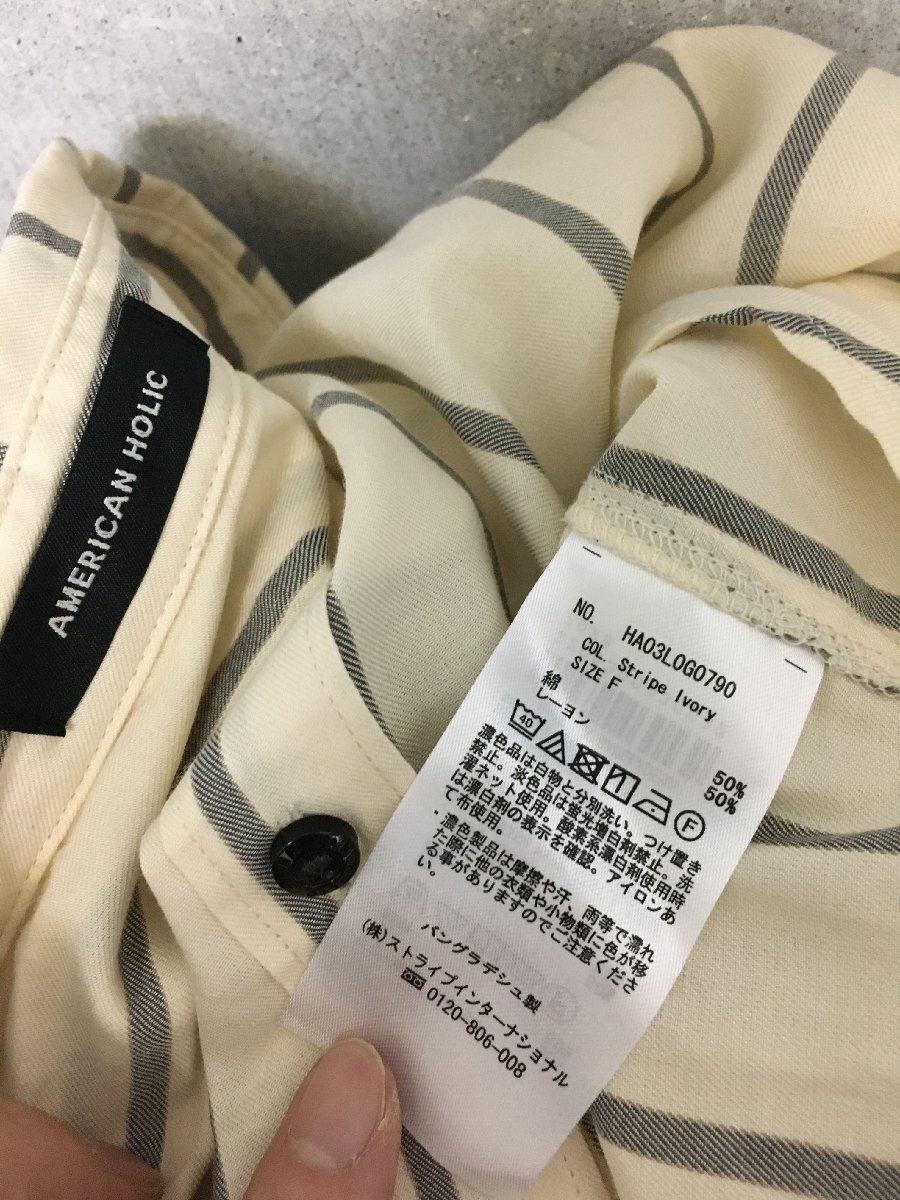 AMERICAN HOLIC
NO. HA03L0G0790
COL. Stripe Ivory
SIZE F
綿 50%
レーヨン 50%
40
F
濃色品は白物と分別洗い。つけ置き
禁止。淡色品は蛍光増白剤禁止。洗
濯ネット使用。酸素系漂白剤使用時
は漂白剤の表示を確認。アイロンあ
て布使用。
・濃色製品は摩擦や汗、雨等で濡れ
た際に他の衣類や小物類に色が移
る事がありますのでご注意くださ
い。
バングラデシュ製
(株)ストライプインターナショナル
0120-806-008